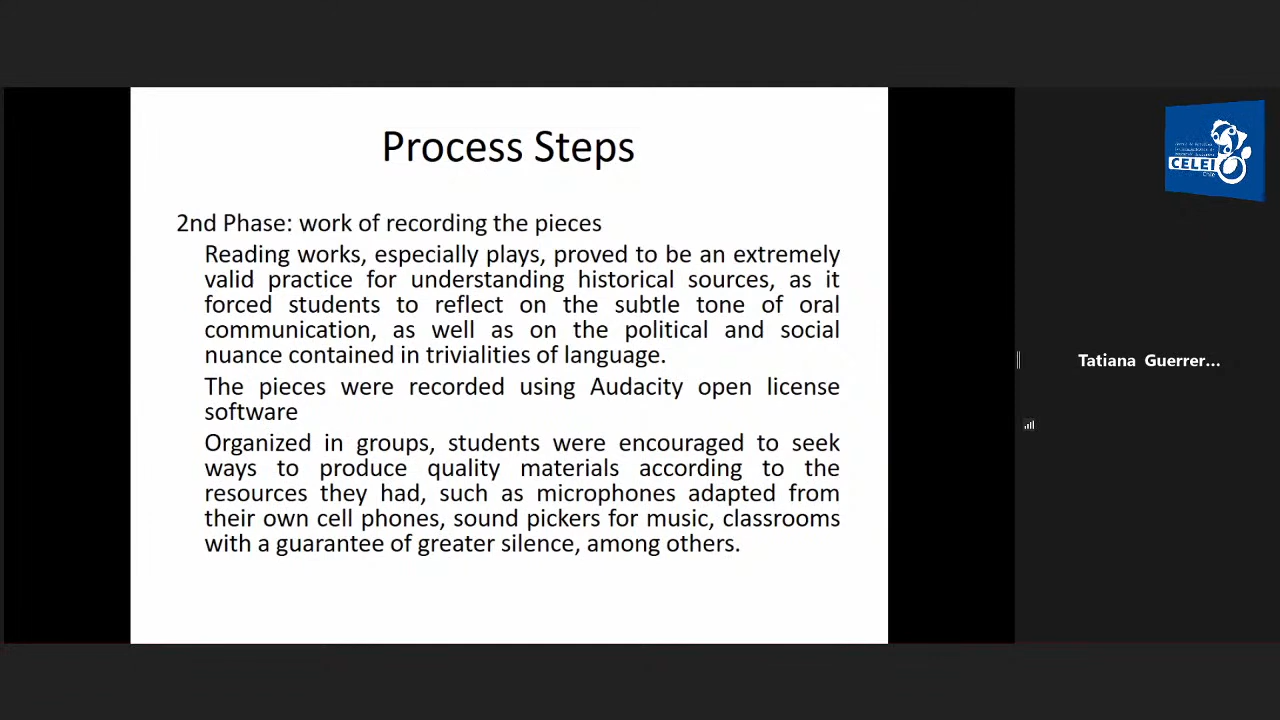 Process Steps
2nd Phase: work of recording the pieces
Reading works, especially plays, proved to be an extremely
valid practice for understanding historical sources, as it
forced students to reflect on the subtle tone of oral
communication, as well as on the political and social
nuance contained in trivialities of language.
The pieces were recorded using Audacity open license
software
Organized in groups, students were encouraged to seek
ways to produce quality materials according to the
resources they had, such as microphones adapted from
their own cell phones, sound pickers for music, classrooms
with a guarantee of greater silence, among others.
CELEI
Chile
Tatiana Guerrer...